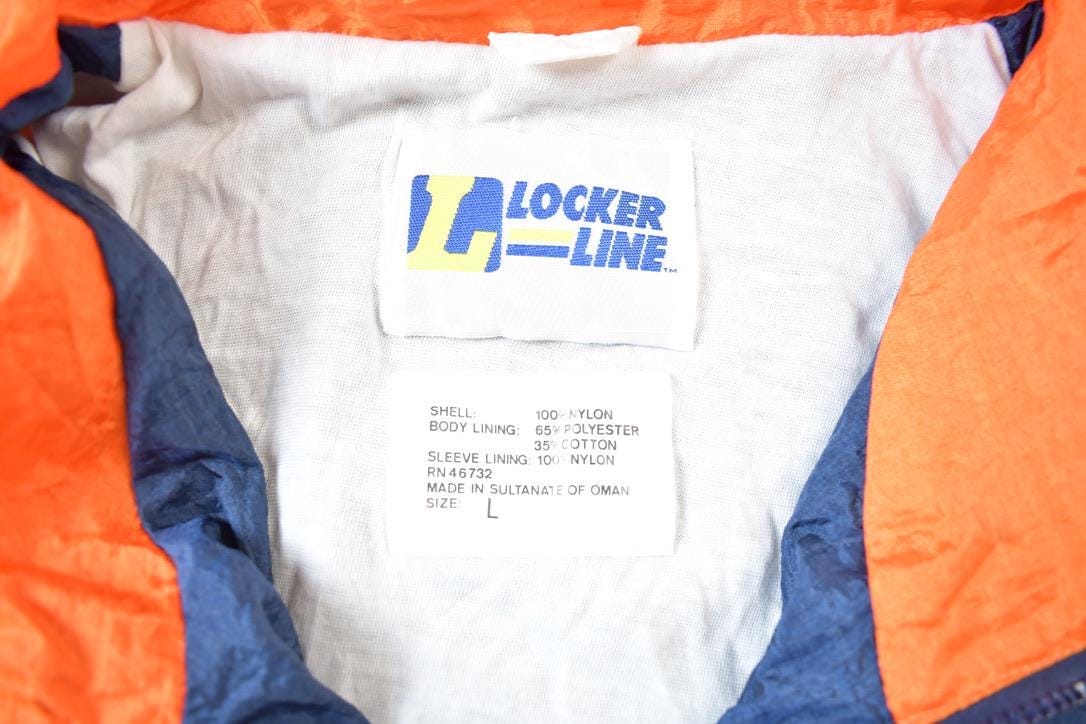 L LOCKER
LINE™
SHELL: 100% NYLON
BODY LINING: 65% POLYESTER
35% COTTON
SLEEVE LINING: 100% NYLON
RN 46732
MADE IN SULTANATE OF OMAN
SIZE: L